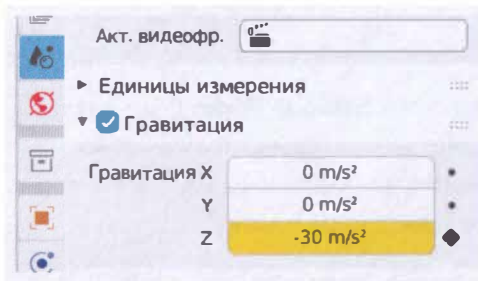 Акт. видеофр.
Единицы измерения
Гравитация
Гравитация X 0 m/s²
Y 0 m/s²
Z -30 m/s²